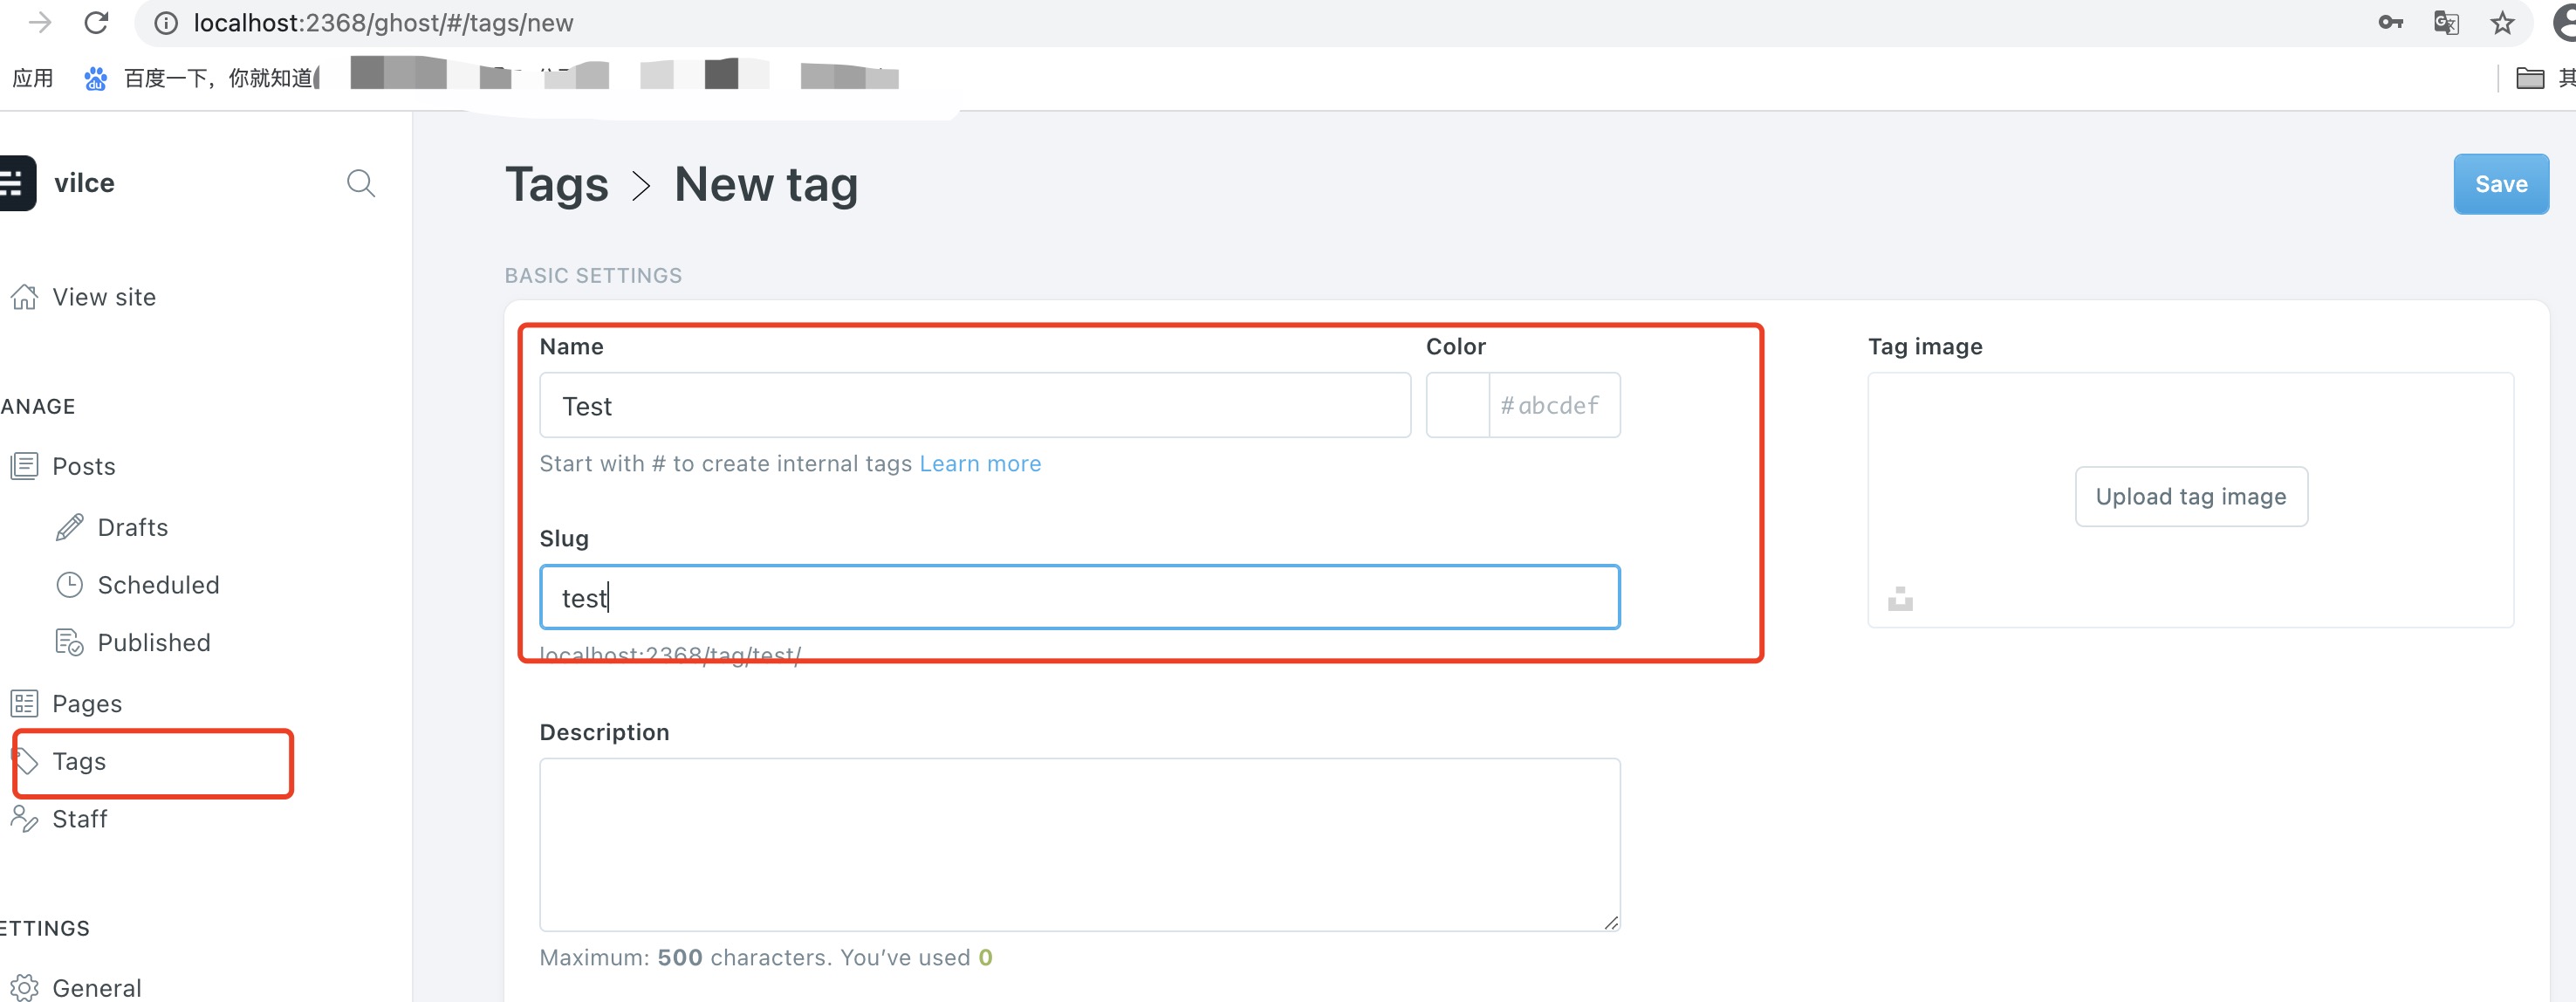 localhost:2368/ghost/#/tags/new
应用
百度一下，你就知道
vilce
Tags > New tag
Save
View site
BASIC SETTINGS
Name
Color
Tag image
Test
#abcdef
ANAGE
Start with # to create internal tags Learn more
Posts
Upload tag image
Drafts
Slug
Scheduled
test
Published
localhost:2368/tag/test/
Pages
Description
Tags
Staff
ETTINGS
Maximum: 500 characters. You've used 0
General